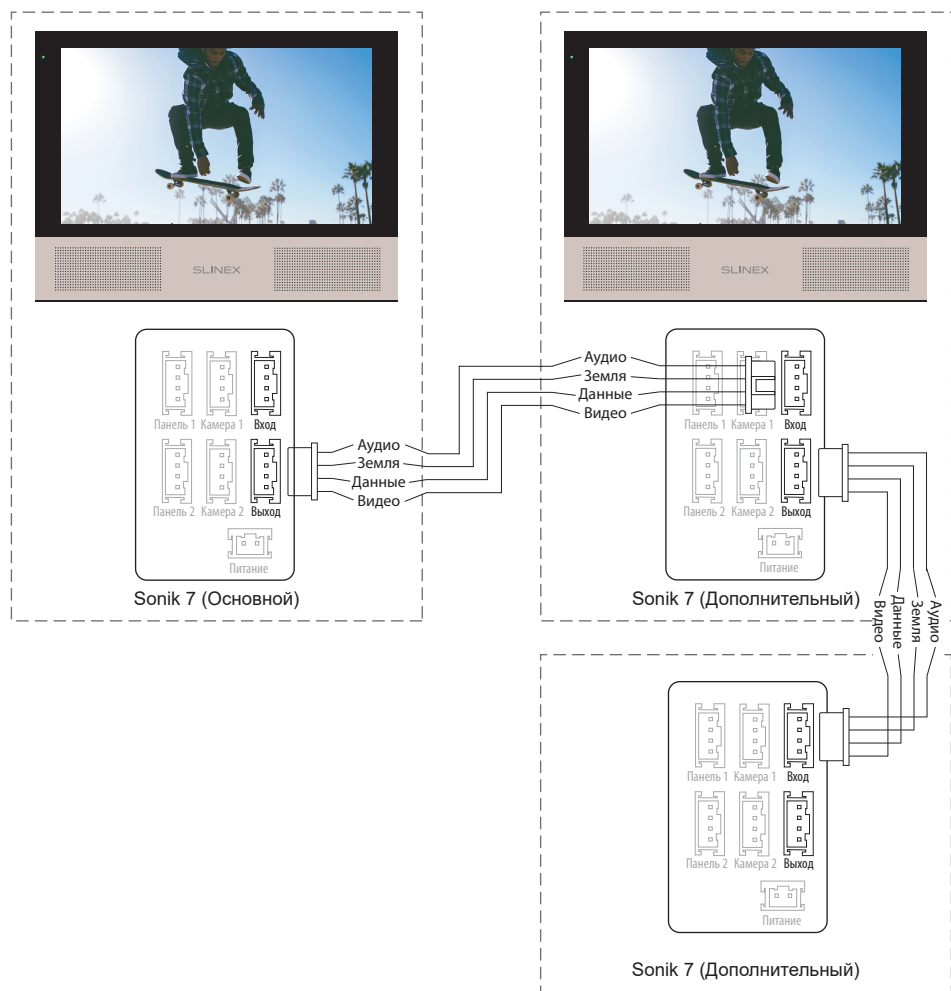 SLINEX
SLINEX
Панель 1 Камера 1 Вход
Аудио
Земля
Данные
Видео
Панель 2 Камера 2 Выход
Питание
Sonik 7 (Основной)
Аудио
Земля
Данные
Видео
Панель 1 Камера 1 Вход
Панель 2 Камера 2 Выход
Питание
Sonik 7 (Дополнительный)
Видео
Данные
Земля
Аудио
Панель 1 Камера 1 Вход
Панель 2 Камера 2 Выход
Питание
Sonik 7 (Дополнительный)